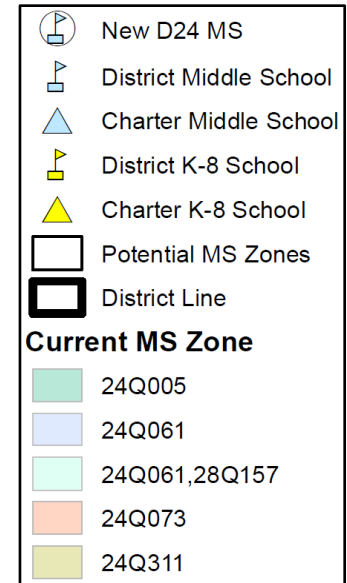 New D24 MS
District Middle School
Charter Middle School
District K-8 School
Charter K-8 School
Potential MS Zones
District Line
Current MS Zone
24Q005
24Q061
24Q061,28Q157
24Q073
24Q311